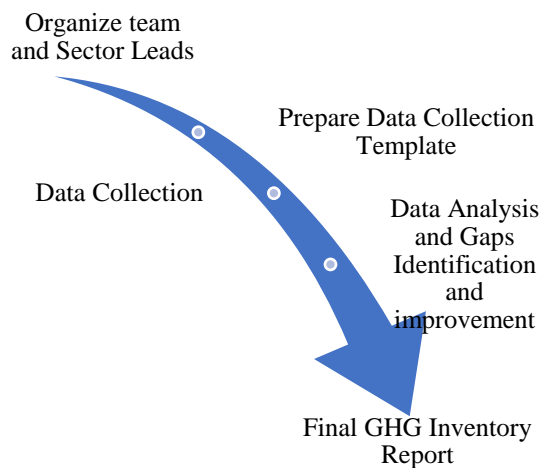 Organize team
and Sector Leads
Prepare Data Collection
Template
Data Collection
Data Analysis
and Gaps
Identification
and
improvement
Final GHG Inventory
Report